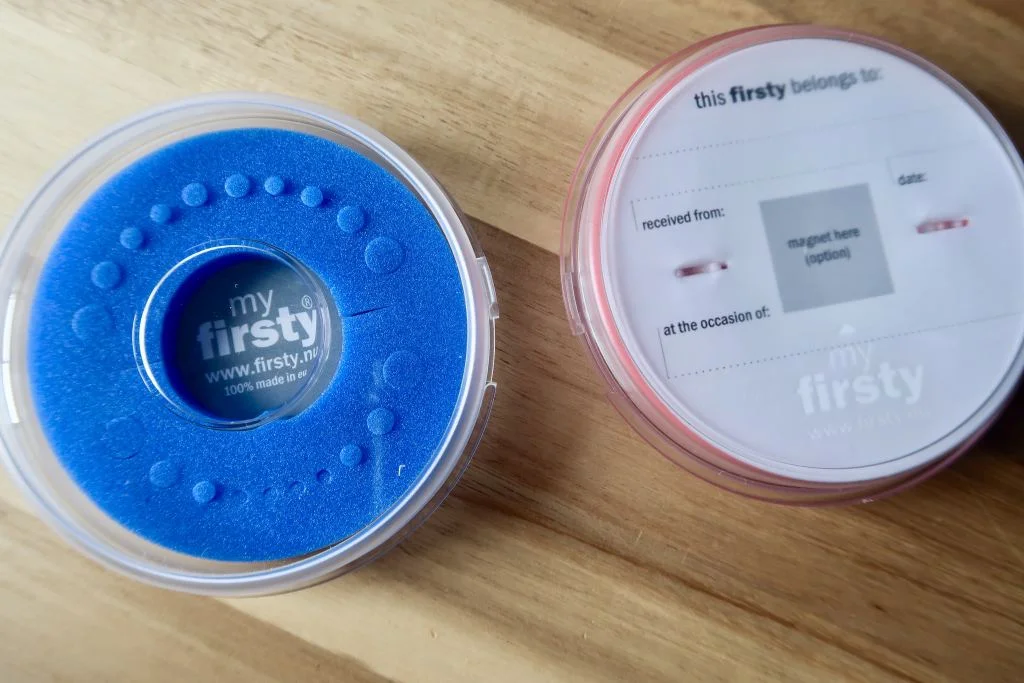 my
firsty®
www.firsty.nu
100% made in eu
this firsty belongs to:
date:
received from:
magnet here
(option)
at the occasion of:
my
firsty